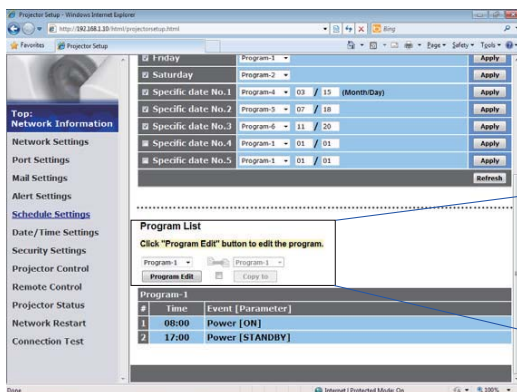 Projector Setup - Windows Internet Explorer
http://192.168.1.10/html/projectorsetup.html
Bing
Favorites Projector Setup Page Safety Tools
Friday Program-1 Apply
Saturday Program-2 Apply
Specific date No.1 Program-4 03 / 15 (Month/Day) Apply
Specific date No.2 Program-5 07 / 18 Apply
Specific date No.3 Program-6 11 / 20 Apply
Specific date No.4 Program-1 01 / 01 Apply
Specific date No.5 Program-1 01 / 01 Apply
Refresh
Top:
Network Information
Network Settings
Port Settings
Mail Settings
Alert Settings
Schedule Settings
Date/Time Settings
Security Settings
Projector Control
Remote Control
Projector Status
Network Restart
Connection Test
Program List
Click "Program Edit" button to edit the program.
Program-1 Program-1
Program Edit Copy to
Program-1
# Time Event [Parameter]
1 08:00 Power [ON]
2 17:00 Power [STANDBY]
Done Internet | Protected Mode: On 100%